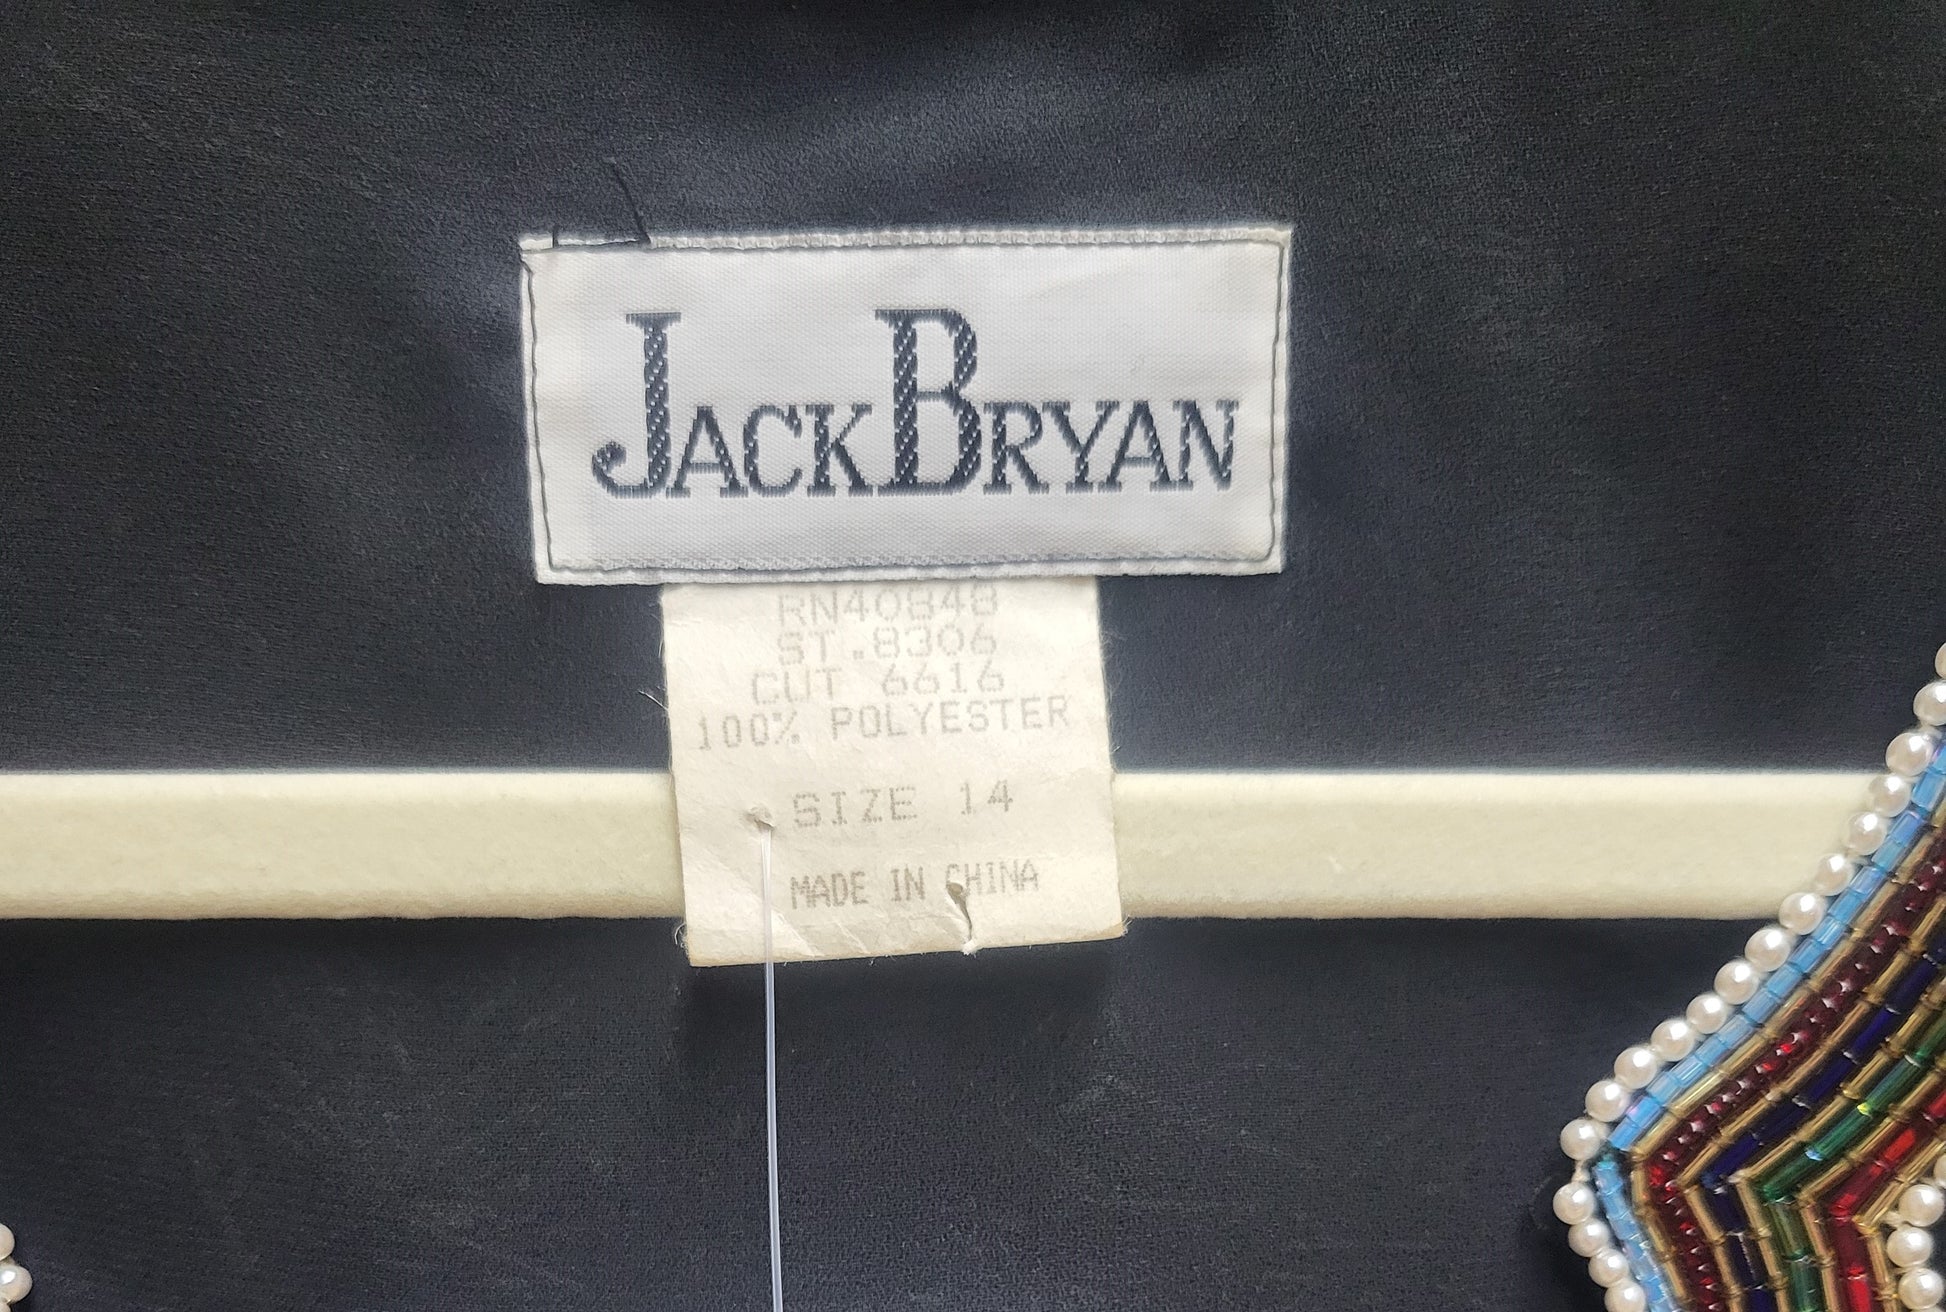 JACKBRYAN
RN40848
ST.8306
CUT 6616
100% POLYESTER
SIZE 14
MADE IN CHINA